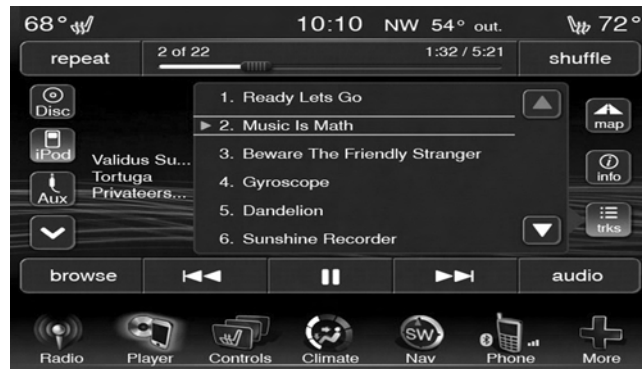 68° 10:10 NW 54° out. 72°
repeat 2 of 22 1:32 / 5:21 shuffle
Disc
iPod
Aux
Validus Su...
Tortuga
Privateers...
1. Ready Lets Go
2. Music Is Math
3. Beware The Friendly Stranger
4. Gyroscope
5. Dandelion
6. Sunshine Recorder
map
info
trks
browse audio
SW
Radio Player Controls Climate Nav Phone More